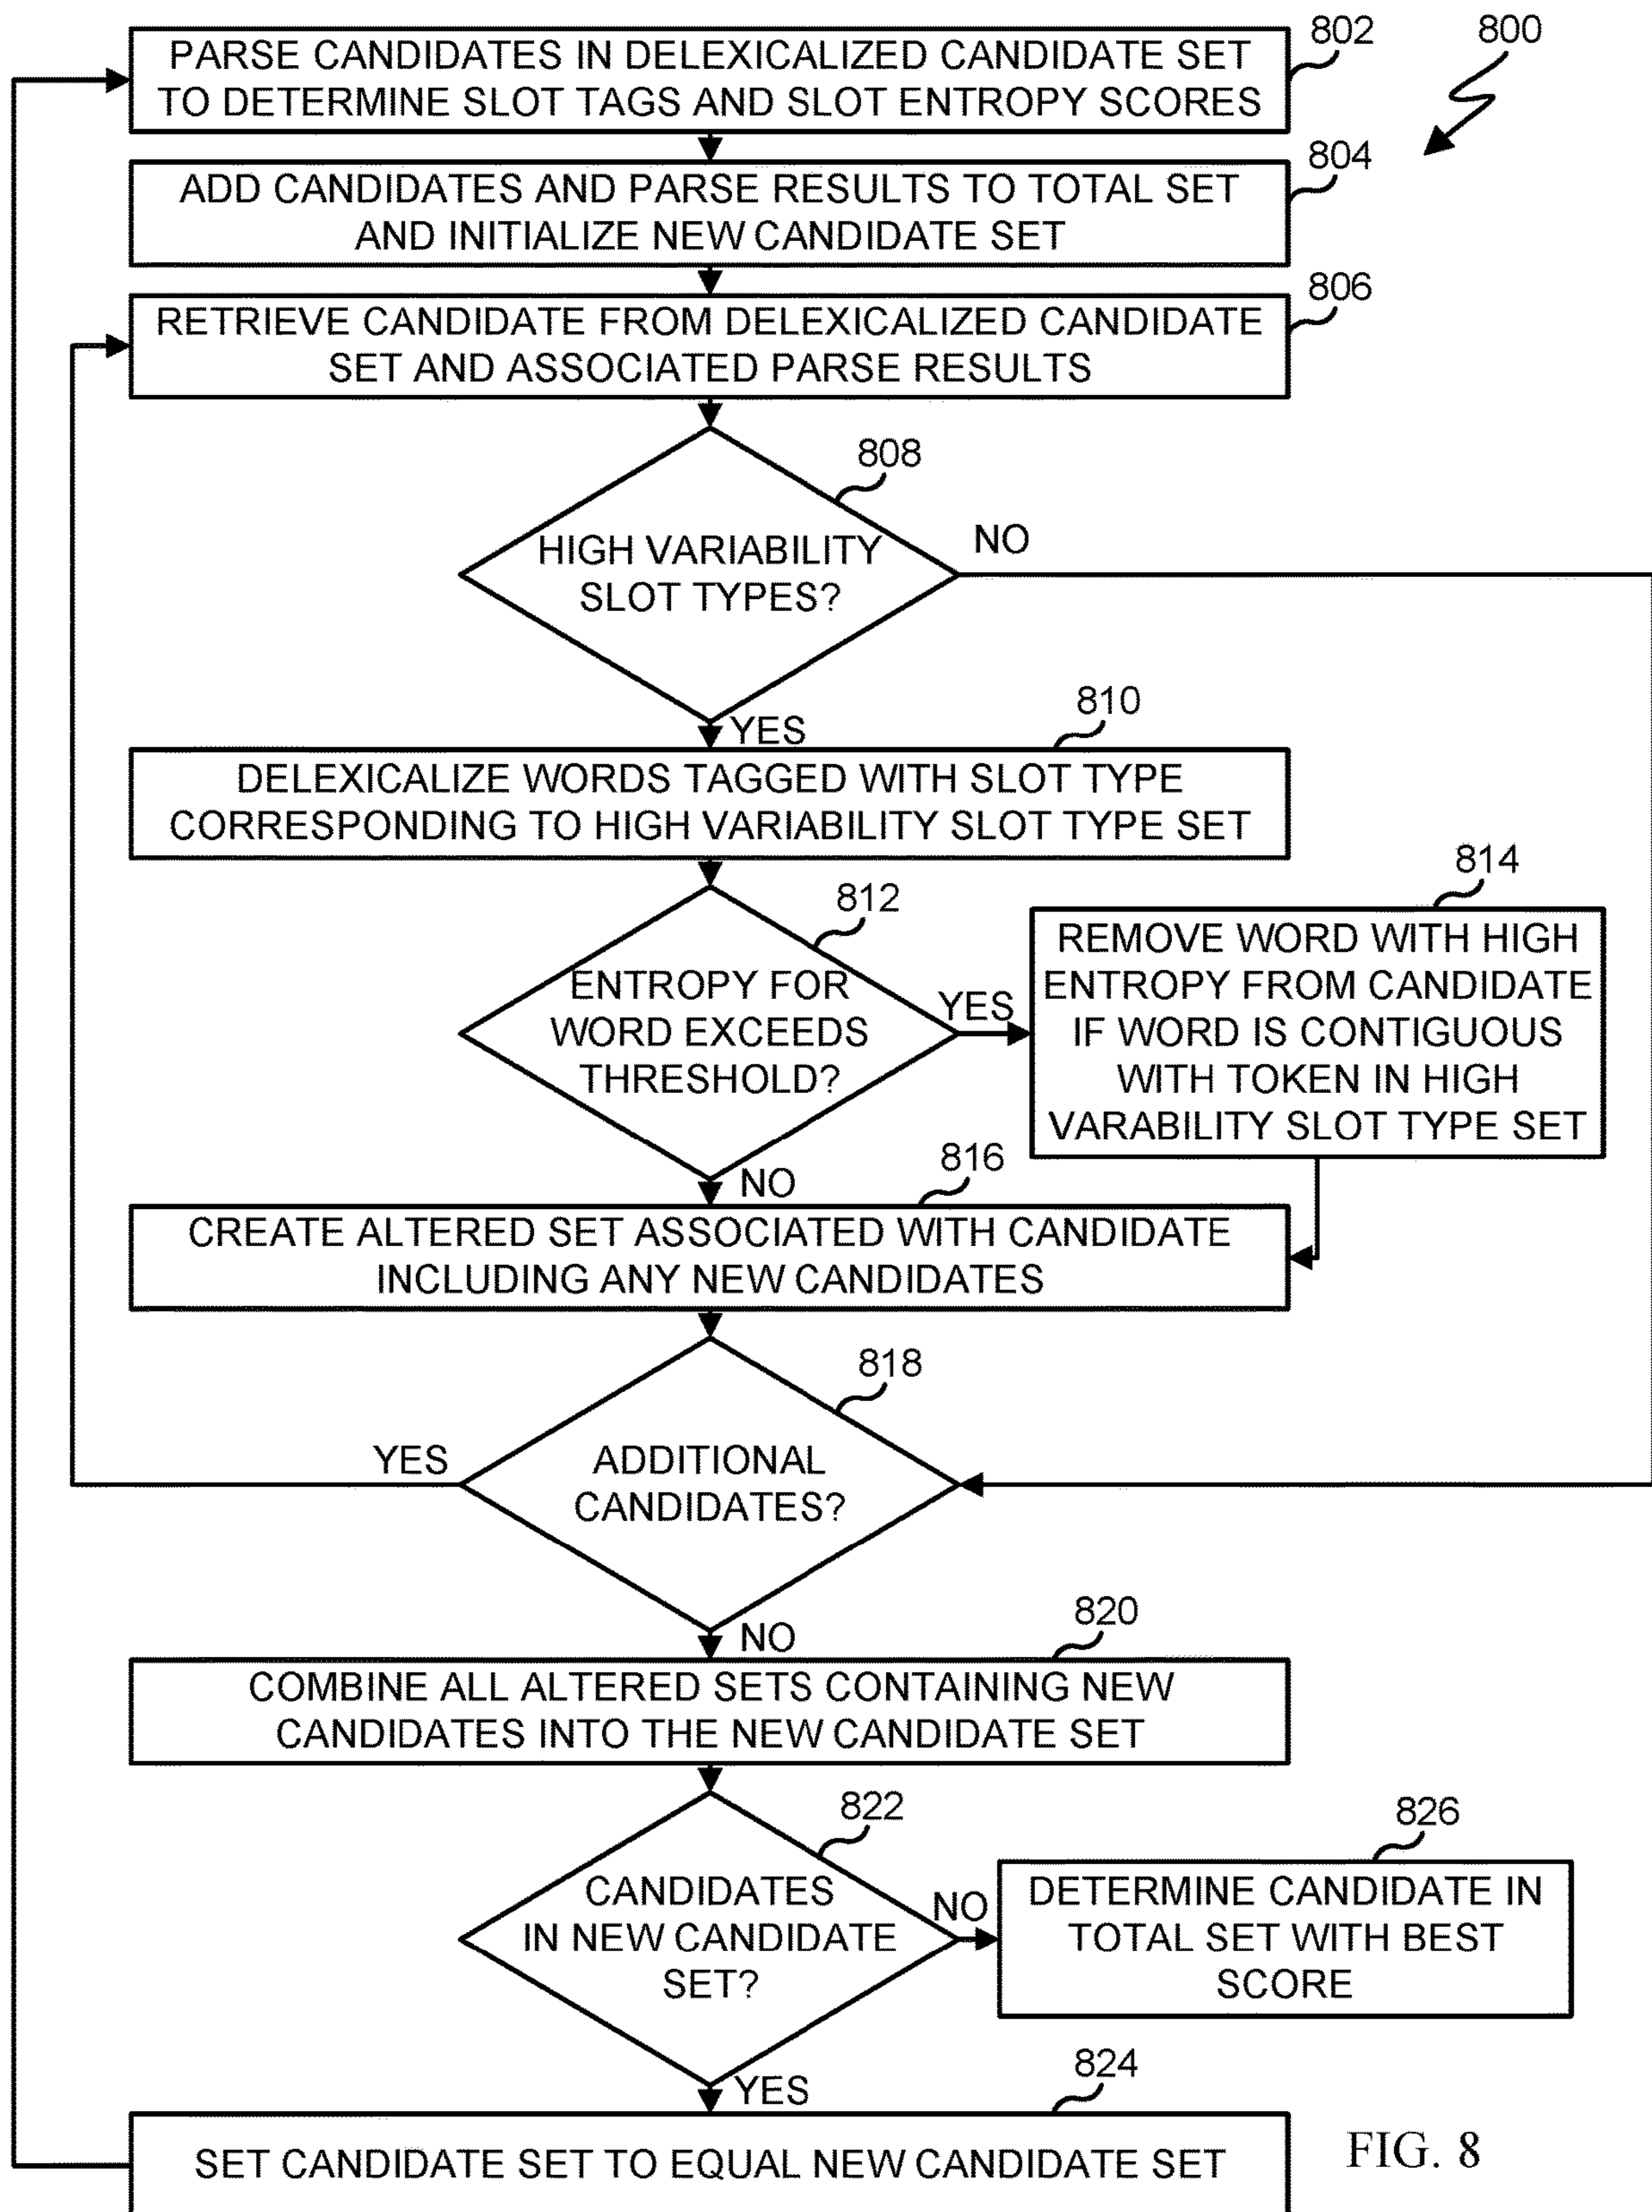 802
800
PARSE CANDIDATES IN DELEXICALIZED CANDIDATE SET
TO DETERMINE SLOT TAGS AND SLOT ENTROPY SCORES
804
ADD CANDIDATES AND PARSE RESULTS TO TOTAL SET
AND INITIALIZE NEW CANDIDATE SET
806
RETRIEVE CANDIDATE FROM DELEXICALIZED CANDIDATE
SET AND ASSOCIATED PARSE RESULTS
808
HIGH VARIABILITY
SLOT TYPES?
NO
YES
810
DELEXICALIZE WORDS TAGGED WITH SLOT TYPE
CORRESPONDING TO HIGH VARIABILITY SLOT TYPE SET
812
ENTROPY FOR
WORD EXCEEDS
THRESHOLD?
YES
814
REMOVE WORD WITH HIGH
ENTROPY FROM CANDIDATE
IF WORD IS CONTIGUOUS
WITH TOKEN IN HIGH
VARABILITY SLOT TYPE SET
NO
816
CREATE ALTERED SET ASSOCIATED WITH CANDIDATE
INCLUDING ANY NEW CANDIDATES
818
YES
ADDITIONAL
CANDIDATES?
NO
820
COMBINE ALL ALTERED SETS CONTAINING NEW
CANDIDATES INTO THE NEW CANDIDATE SET
822
CANDIDATES
IN NEW CANDIDATE
SET?
NO
826
DETERMINE CANDIDATE IN
TOTAL SET WITH BEST
SCORE
YES
824
SET CANDIDATE SET TO EQUAL NEW CANDIDATE SET
FIG. 8